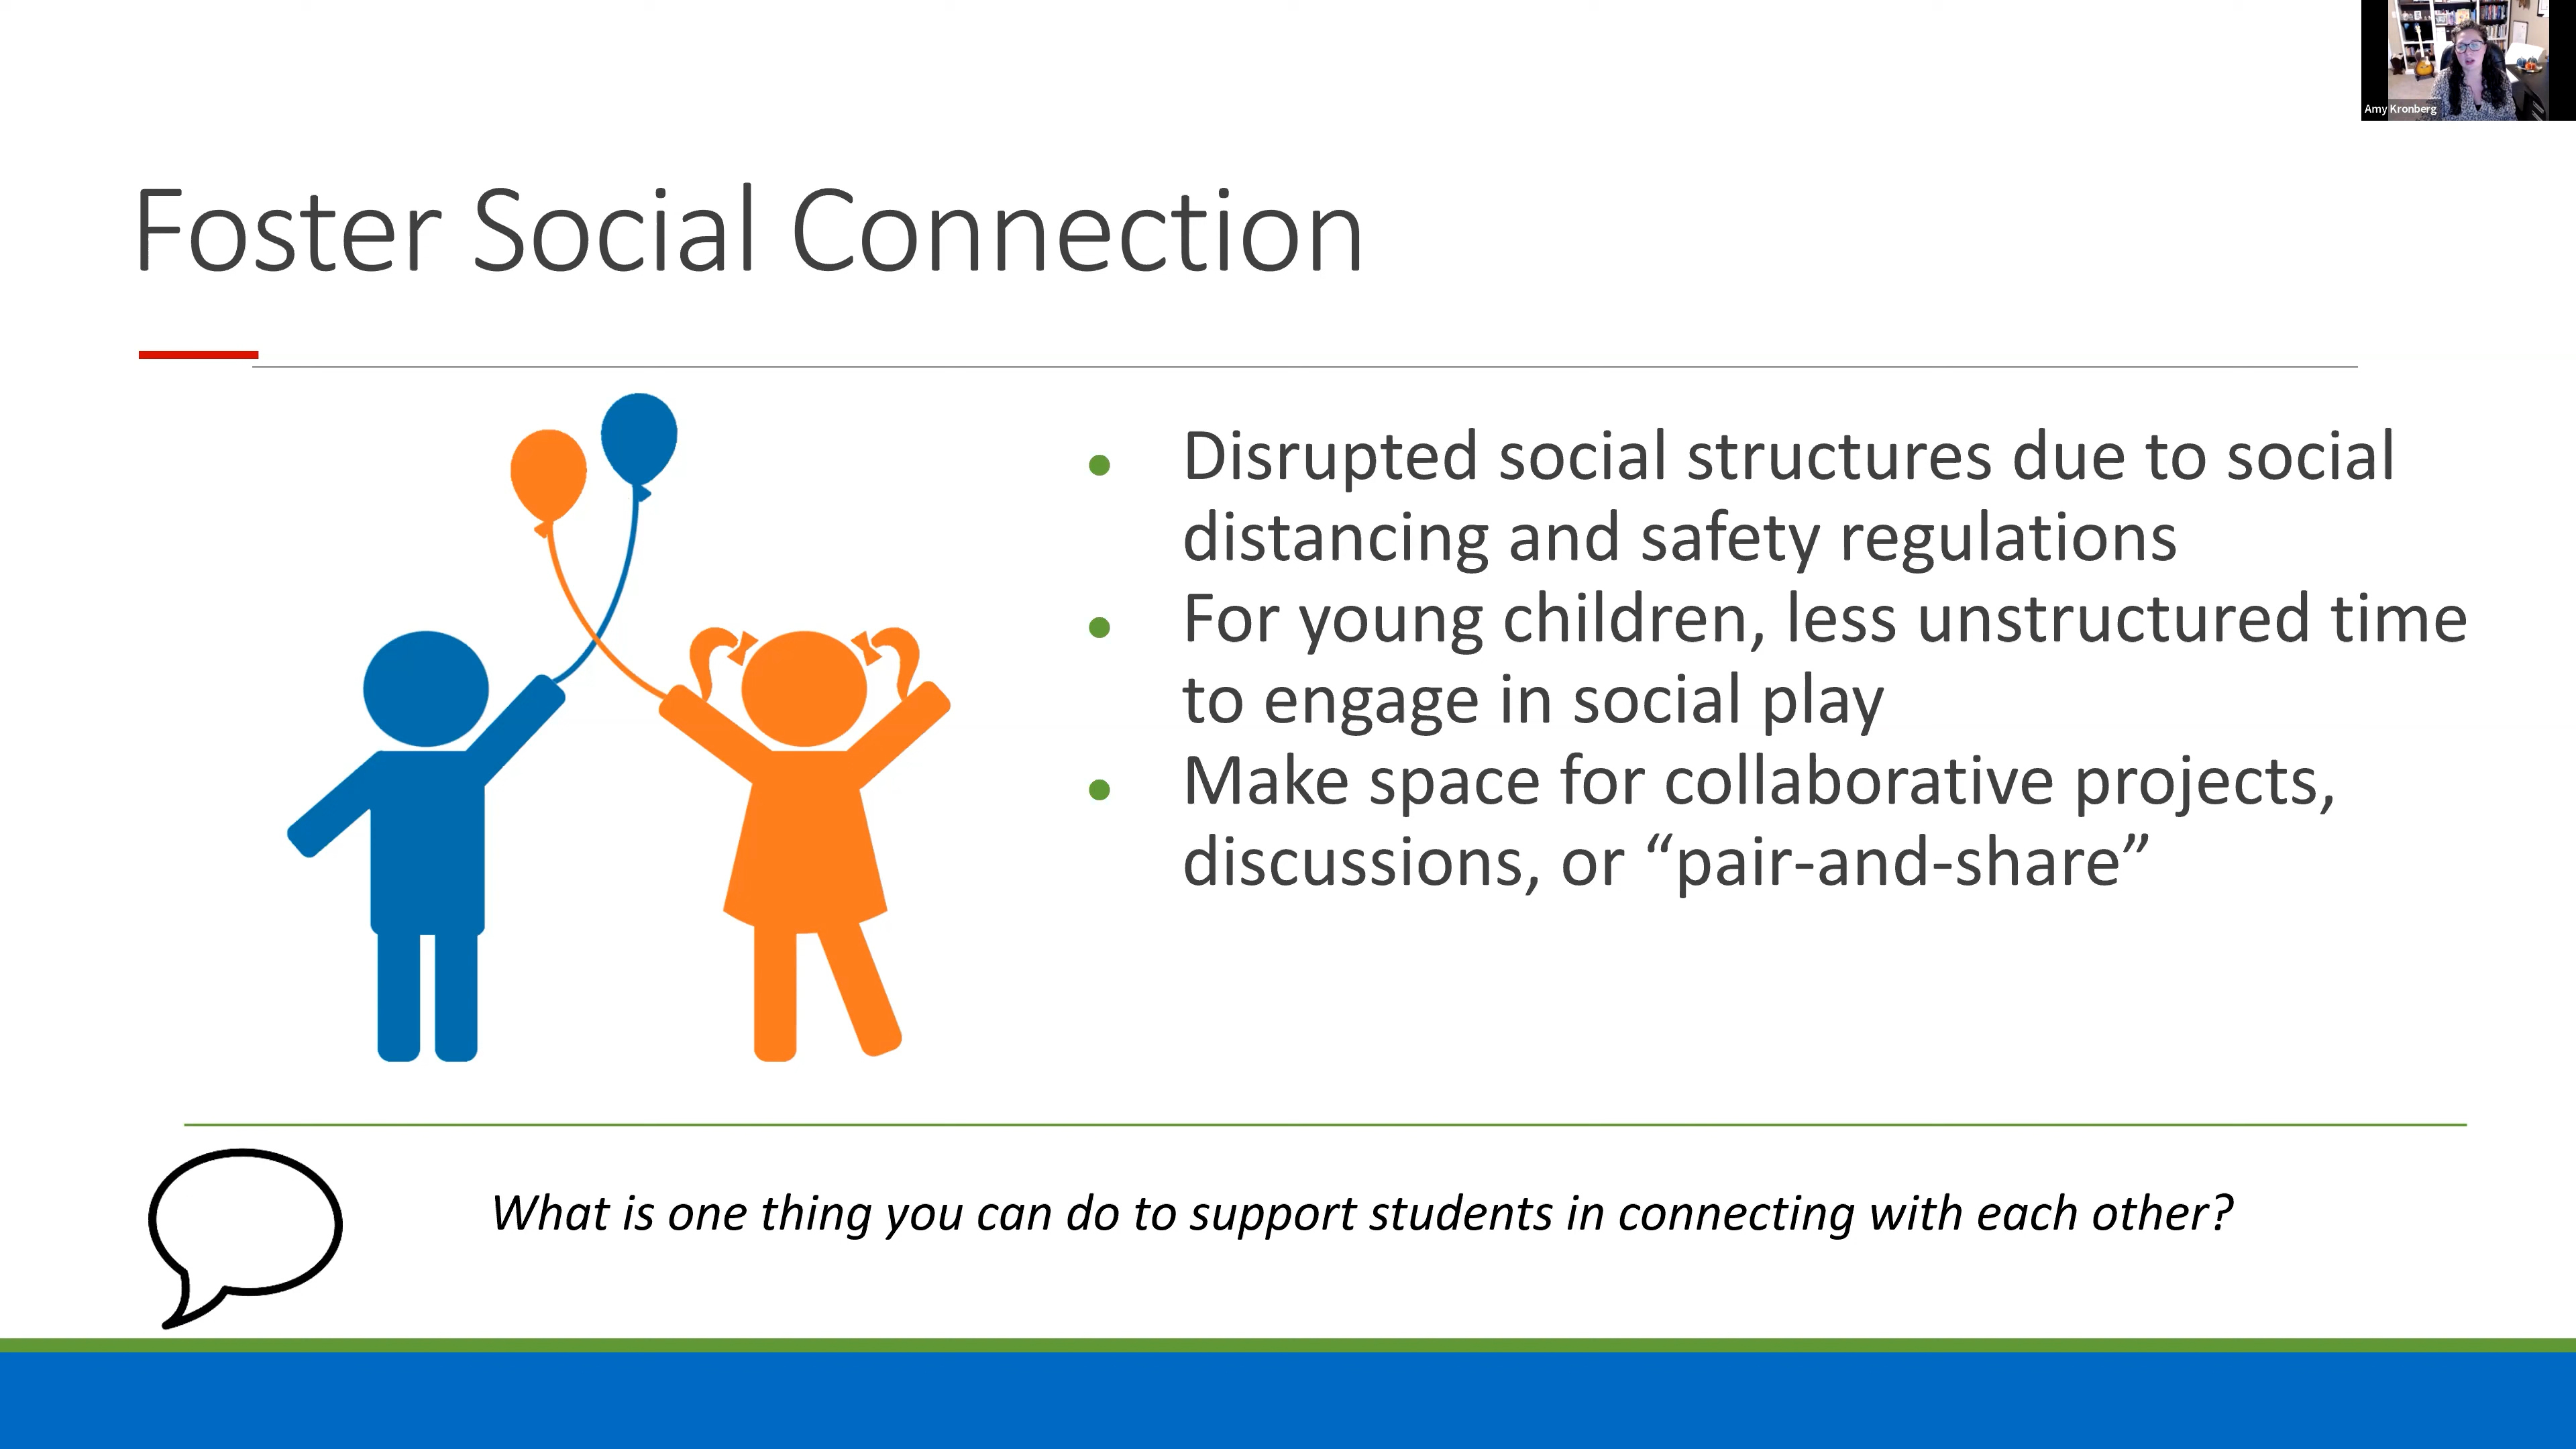 Amy Kronberg
Foster Social Connection
Disrupted social structures due to social
distancing and safety regulations
For young children, less unstructured time
to engage in social play
Make space for collaborative projects,
discussions, or “pair-and-share”
What is one thing you can do to support students in connecting with each other?